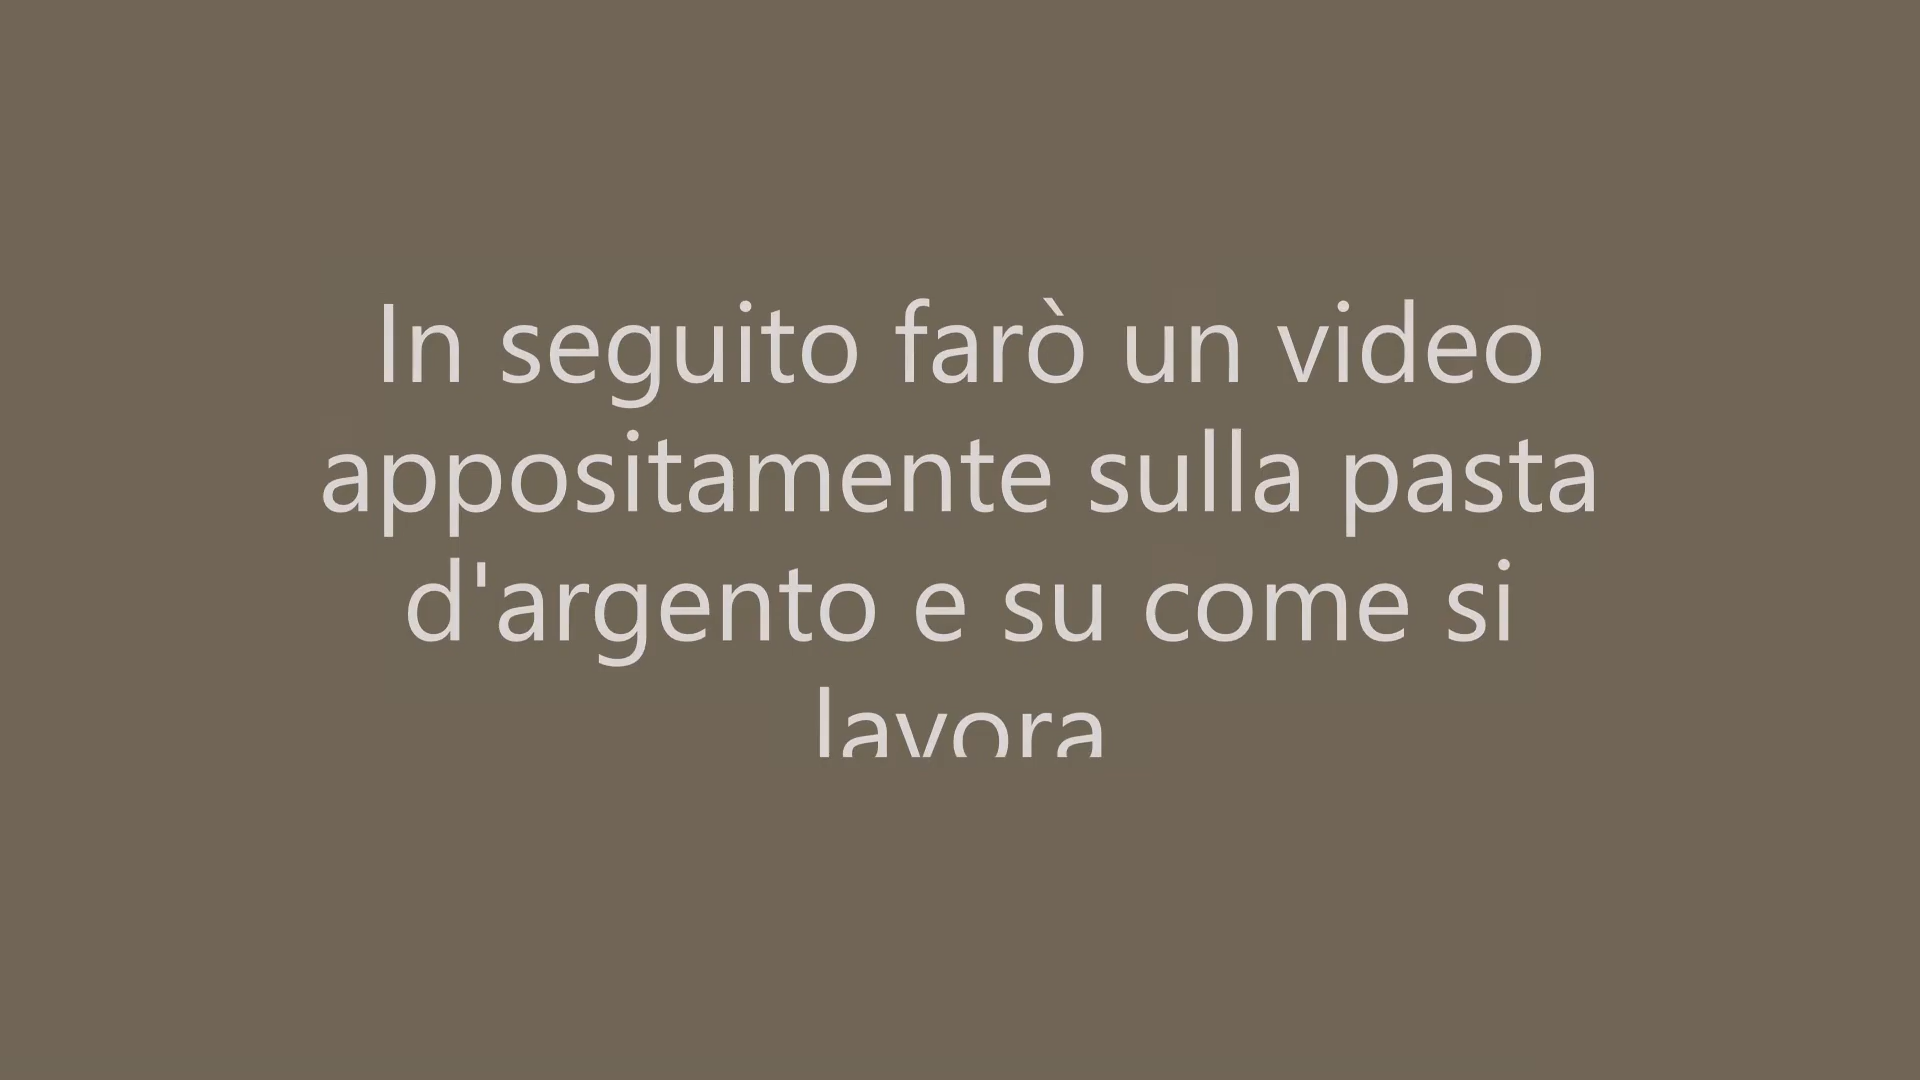 In seguito farò un video
appositamente sulla pasta
d'argento e su come si
lavora